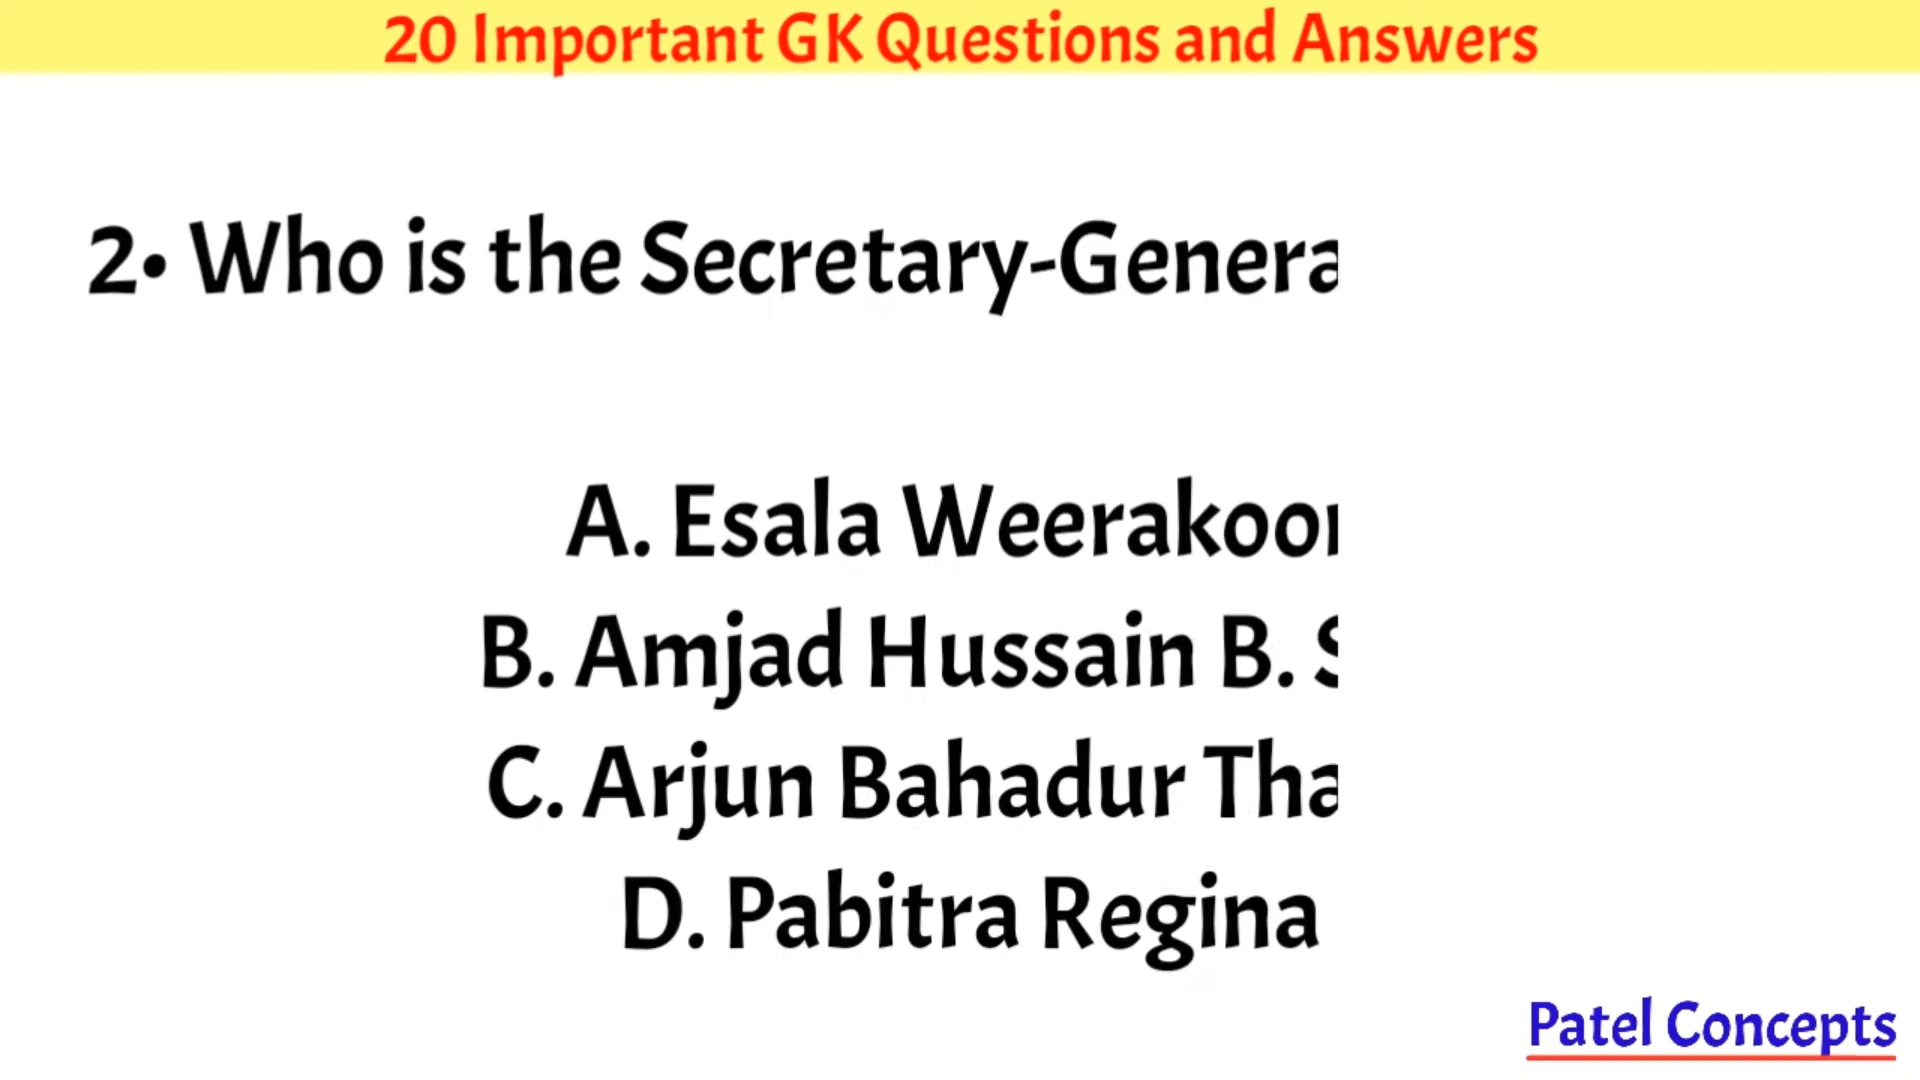 20 Important GK Questions and Answers
2• Who is the Secretary-Genera
A. Esala Weerakoon
B. Amjad Hussain B.
C. Arjun Bahadur Tha
D. Pabitra Regina
Patel Concepts